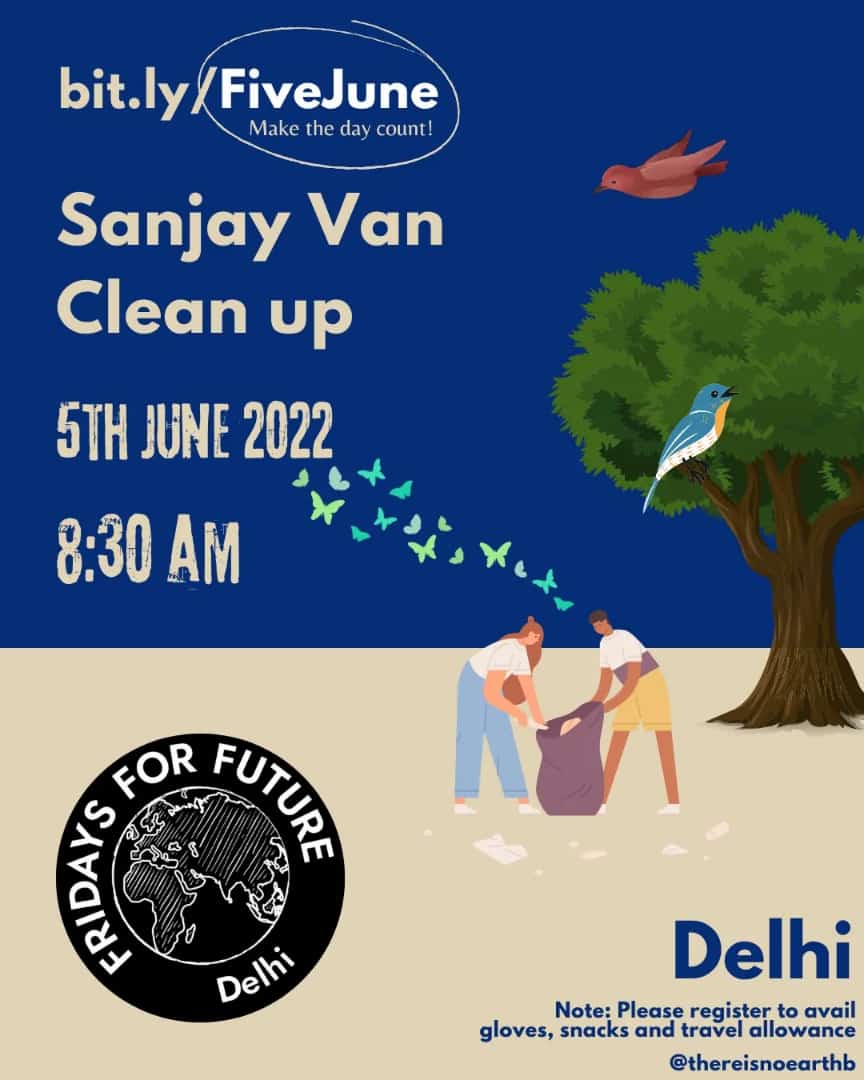 bit.ly/FiveJune
Make the day count!
Sanjay Van
Clean up
5TH JUNE 2022
8:30 AM
FRIDAYS FOR FUTURE
Delhi
Delhi
Note: Please register to avail
gloves, snacks and travel allowance
@thereisnoearthb